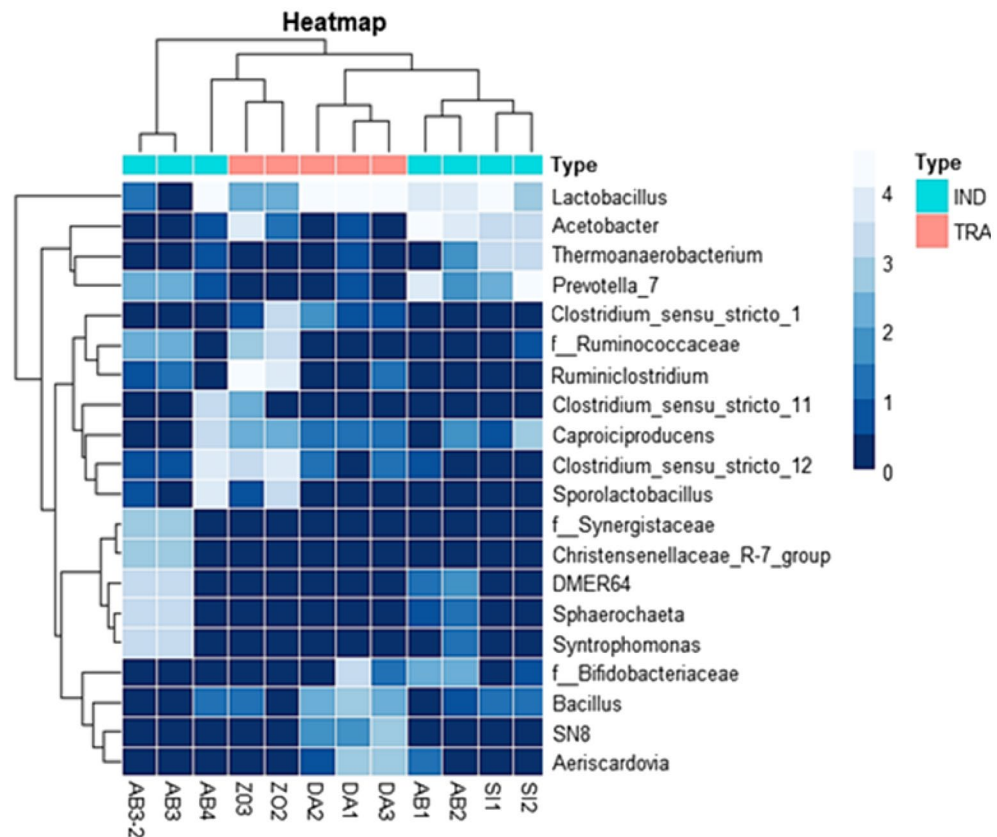 Heatmap
Type
Lactobacillus
Acetobacter
Thermoanaerobacterium
Prevotella_7
Clostridium_sensu_stricto_1
f__Ruminococcaceae
Ruminiclostridium
Clostridium_sensu_stricto_11
Caproiciproducens
Clostridium_sensu_stricto_12
Sporolactobacillus
f__Synergistaceae
Christensenellaceae_R-7_group
DMER64
Sphaerochaeta
Syntrophomonas
f__Bifidobacteriaceae
Bacillus
SN8
Aeriscardovia
AB3-2
AB3
AB4
Z03
ZO2
DA2
DA1
DA3
AB1
AB2
SI1
SI2
4
3
2
1
0
Type
IND
TRA